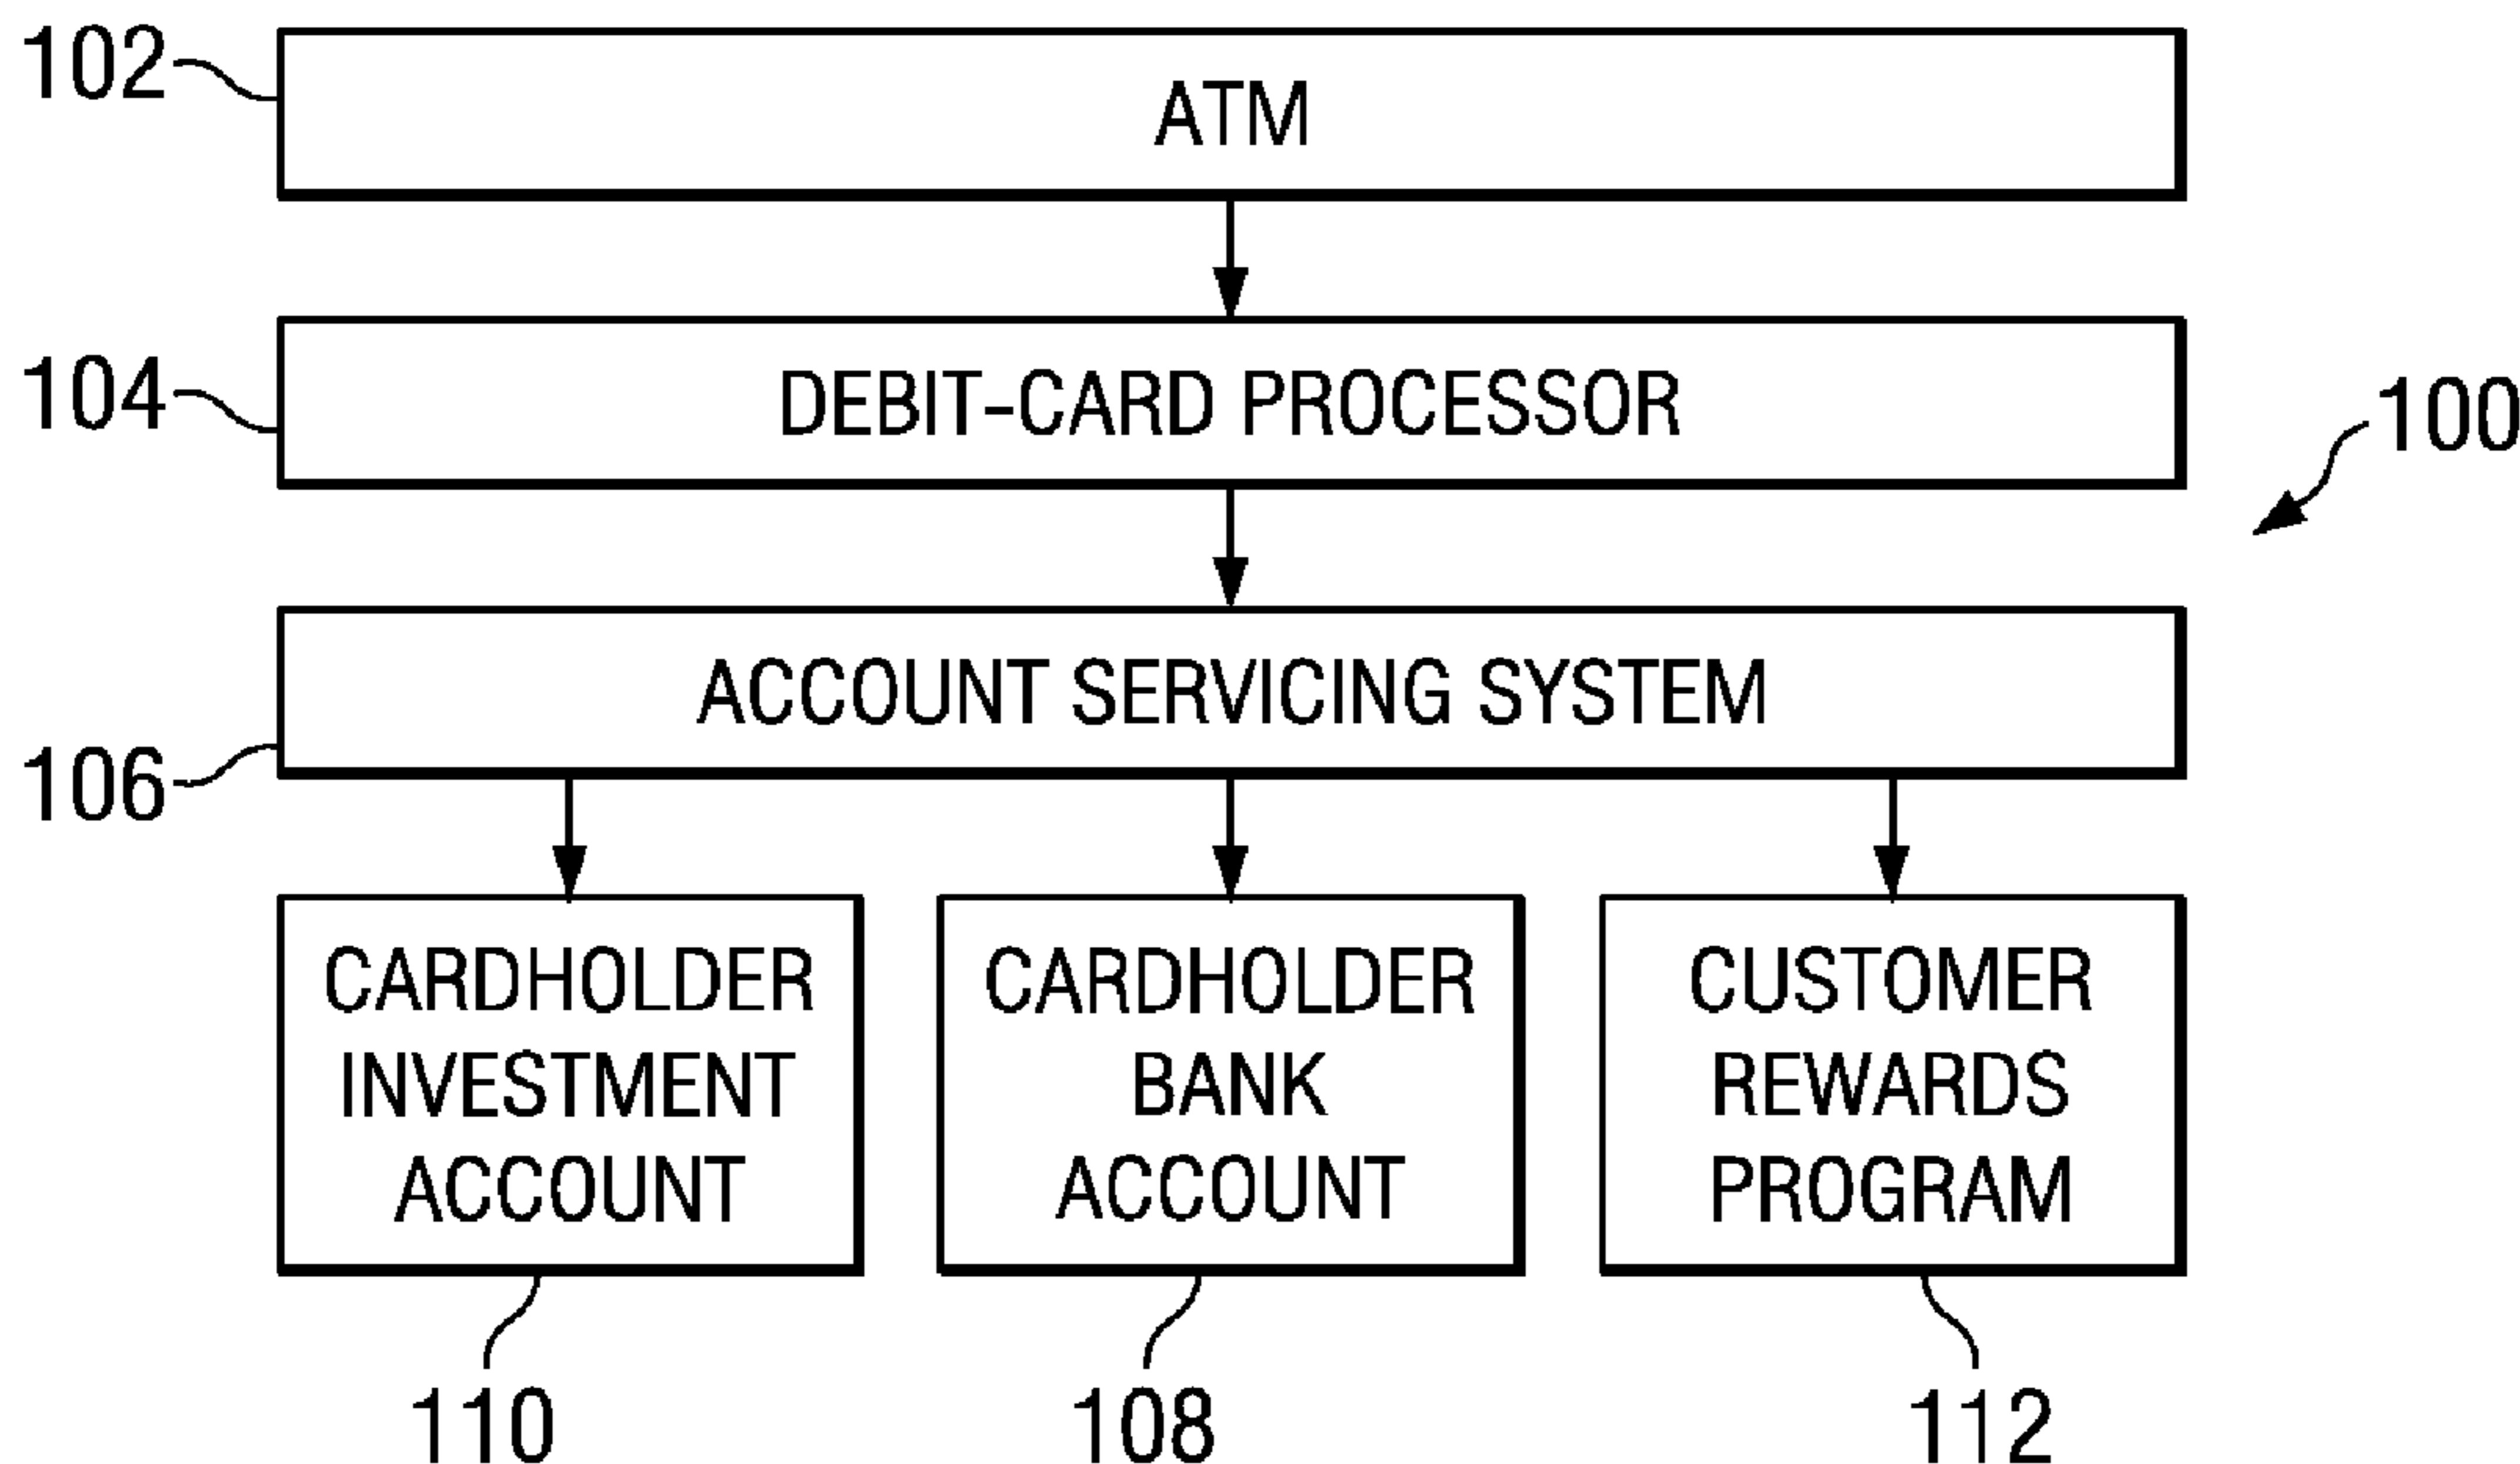 102
ATM
104
DEBIT-CARD PROCESSOR
100
ACCOUNT SERVICING SYSTEM
106
CARDHOLDER
INVESTMENT
ACCOUNT
CARDHOLDER
BANK
ACCOUNT
CUSTOMER
REWARDS
PROGRAM
110
108
112